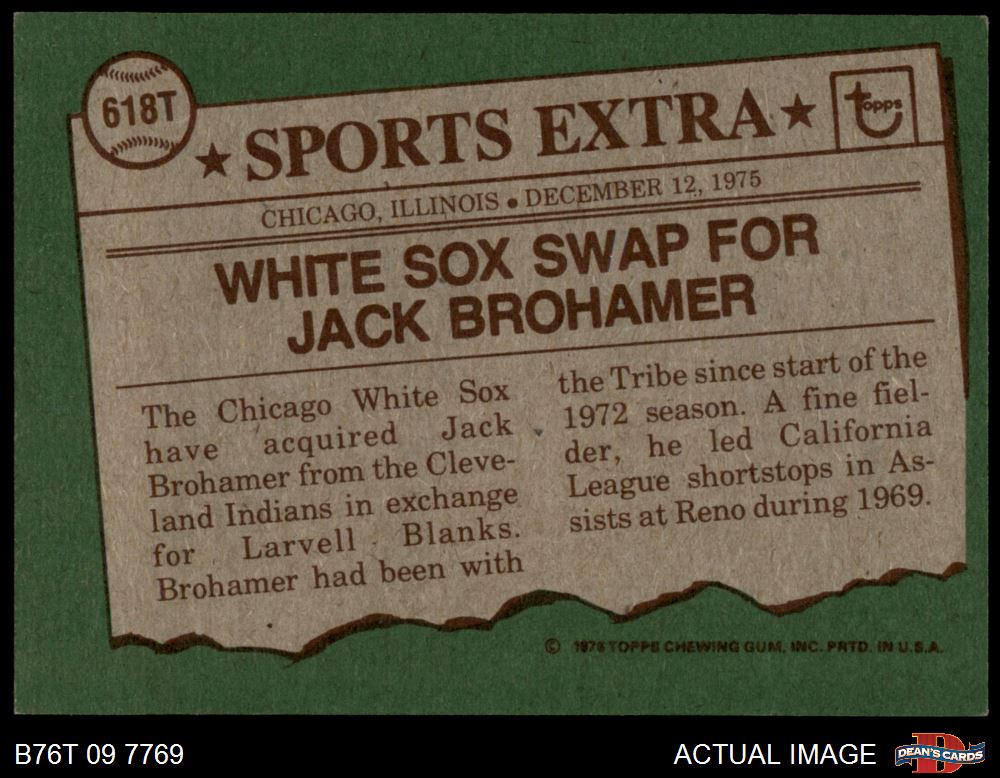 618T
★ SPORTS EXTRA ★
topps
CHICAGO, ILLINOIS • DECEMBER 12, 1975
WHITE SOX SWAP FOR
JACK BROHAMER
The Chicago White Sox
have acquired Jack
Brohamer from the Cleve-
land Indians in exchange
for Larvell Blanks.
Brohamer had been with
the Tribe since start of the
1972 season. A fine fiel-
der, he led California
League shortstops in As-
sists at Reno during 1969.
© 1976 TOPPS CHEWING GUM, INC. PRTD. IN U.S.A.
B76T 09 7769
ACTUAL IMAGE
DEAN'S CARDS